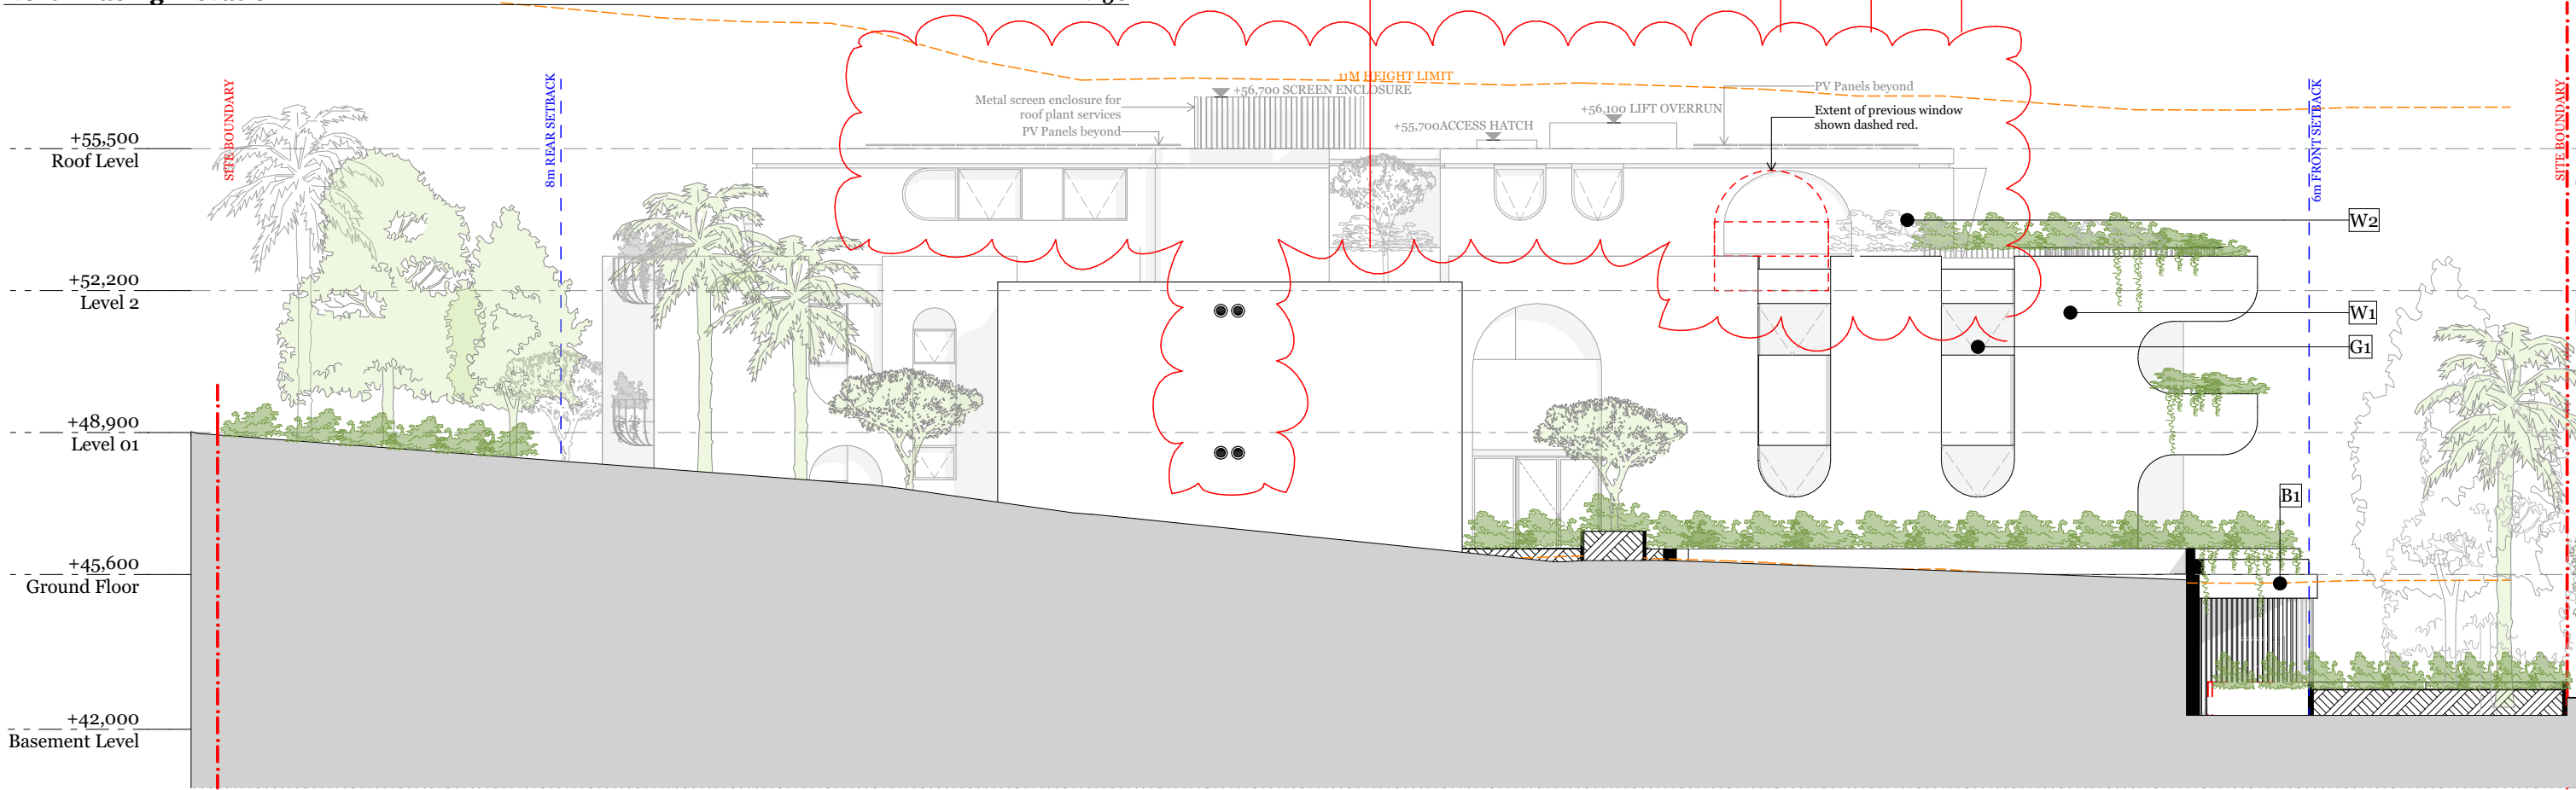 11M HEIGHT LIMIT
+56,700 SCREEN ENCLOSURE
Metal screen enclosure for
roof plant services
PV Panels beyond
+55,700ACCESS HATCH
+56,100 LIFT OVERRUN
PV Panels beyond
Extent of previous window
shown dashed red.
SITE BOUNDARY
8m REAR SETBACK
6m FRONT SETBACK
SITE BOUNDARY
+55,500
Roof Level
W2
+52,200
Level 2
W1
G1
+48,900
Level 01
B1
+45,600
Ground Floor
+42,000
Basement Level